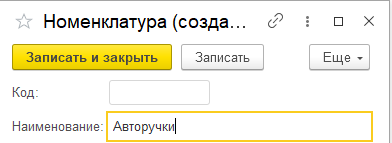 Номенклатура (созда...
Записать и закрыть Записать Еще
Код:
Наименование: Авторучки